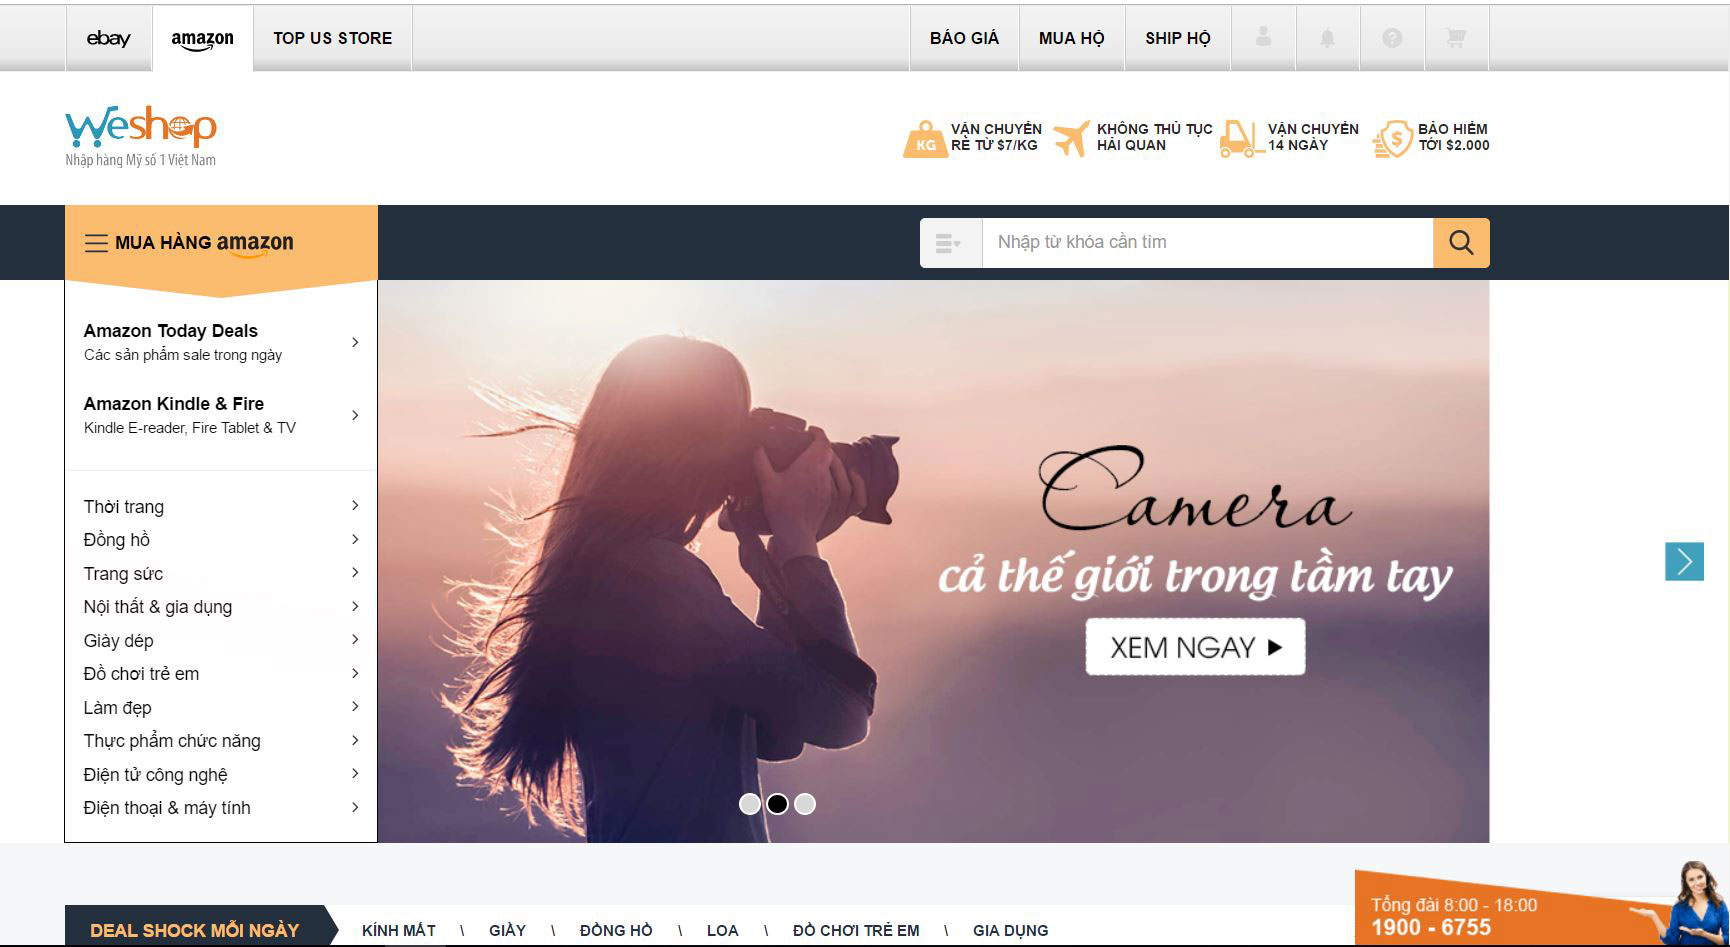 ebay
amazon
TOP US STORE
BÁO GIÁ
MUA HỘ
SHIP HỘ
Weshop
Nhập hàng Mỹ số 1 Việt Nam
KG
VẬN CHUYỂN
RẺ TỪ $7/KG
KHÔNG THỦ TỤC
HẢI QUAN
VẬN CHUYỂN
14 NGÀY
$
BẢO HIỂM
TỚI $2.000
MUA HÀNG amazon
Nhập từ khóa cần tìm
Amazon Today Deals
Các sản phẩm sale trong ngày
Amazon Kindle & Fire
Kindle E-reader, Fire Tablet & TV
Thời trang
Đồng hồ
Trang sức
Nội thất & gia dụng
Giày dép
Đồ chơi trẻ em
Làm đẹp
Thực phẩm chức năng
Điện tử công nghệ
Điện thoại & máy tính
Camera
cả thế giới trong tầm tay
XEM NGAY
DEAL SHOCK MỖI NGÀY
KÍNH MẮT \ GIÀY \ ĐỒNG HỒ \ LOA \ ĐỒ CHƠI TRẺ EM \ GIA DỤNG
Tổng đài 8:00 - 18:00
1900 - 6755